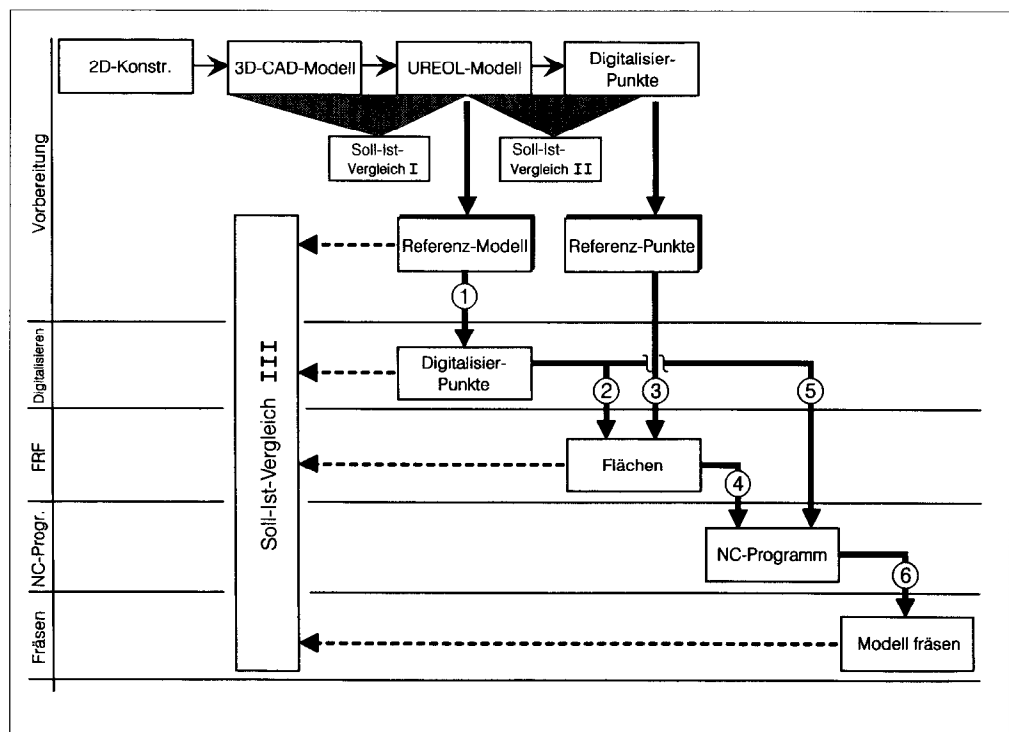 2D-Konstr.
3D-CAD-Modell
UREOL-Modell
Digitalisier-
Punkte
Soll-Ist-
Vergleich I
Soll-Ist-
Vergleich II
Vorbereitung
Referenz-Modell
Referenz-Punkte
1
Digitalisieren
Digitalisier-
Punkte
2
3
5
Soll-Ist-Vergleich III
FRF
Flächen
4
NC-Progr.
NC-Programm
6
Fräsen
Modell fräsen